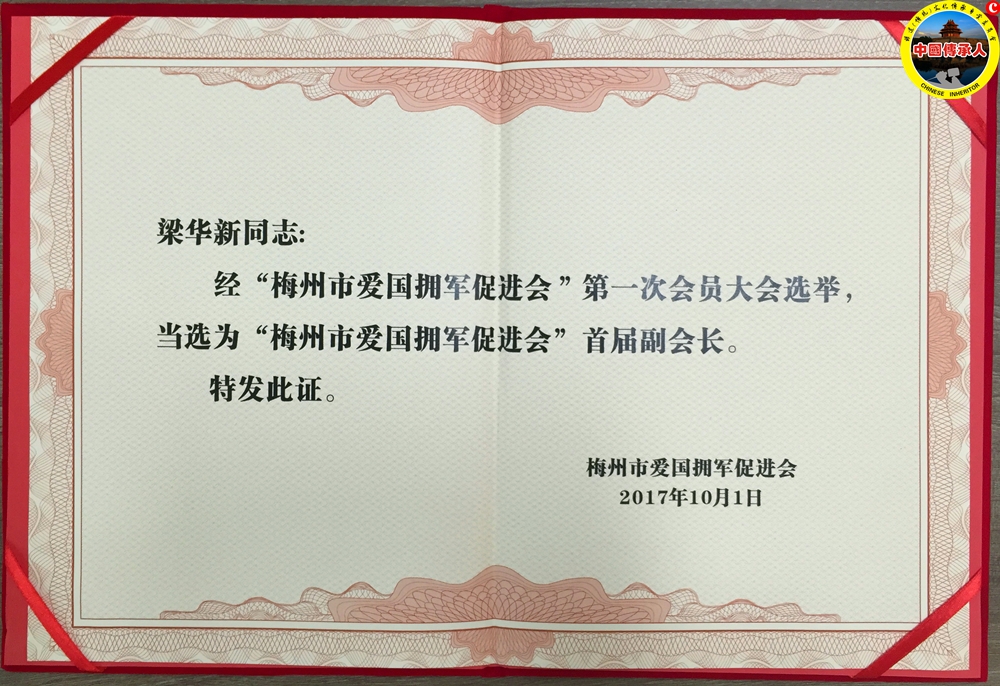 梁华新同志:
经“梅州市爱国拥军促进会”第一次会员大会选举,
当选为“梅州市爱国拥军促进会”首届副会长。
特发此证。
梅州市爱国拥军促进会
2017年10月1日
中國傳承人
CHINESE INHERITOR
C